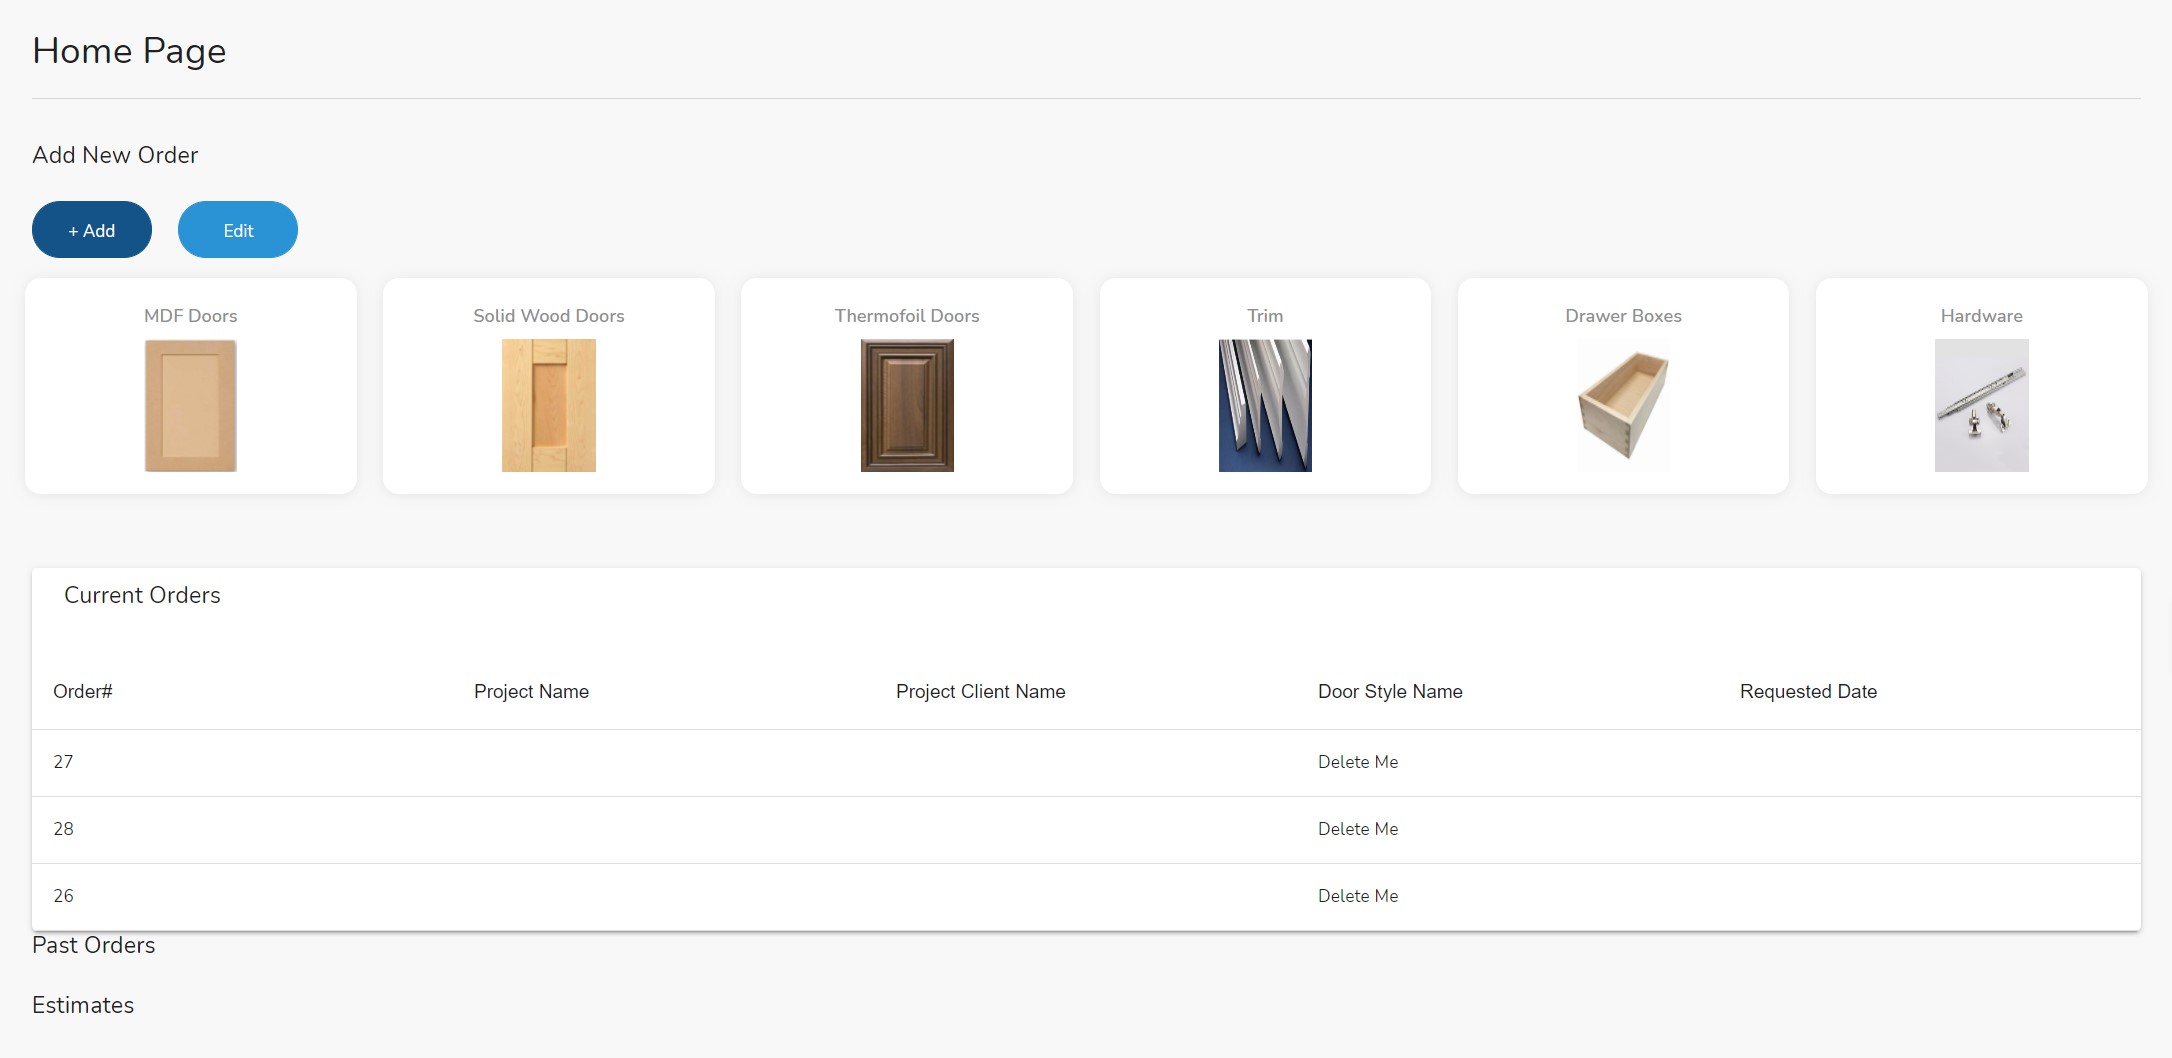 Home Page
Add New Order
+ Add Edit
MDF Doors Solid Wood Doors Thermofoil Doors Trim Drawer Boxes Hardware
Current Orders
Order# Project Name Project Client Name Door Style Name Requested Date
27 Delete Me
28 Delete Me
26 Delete Me
Past Orders
Estimates